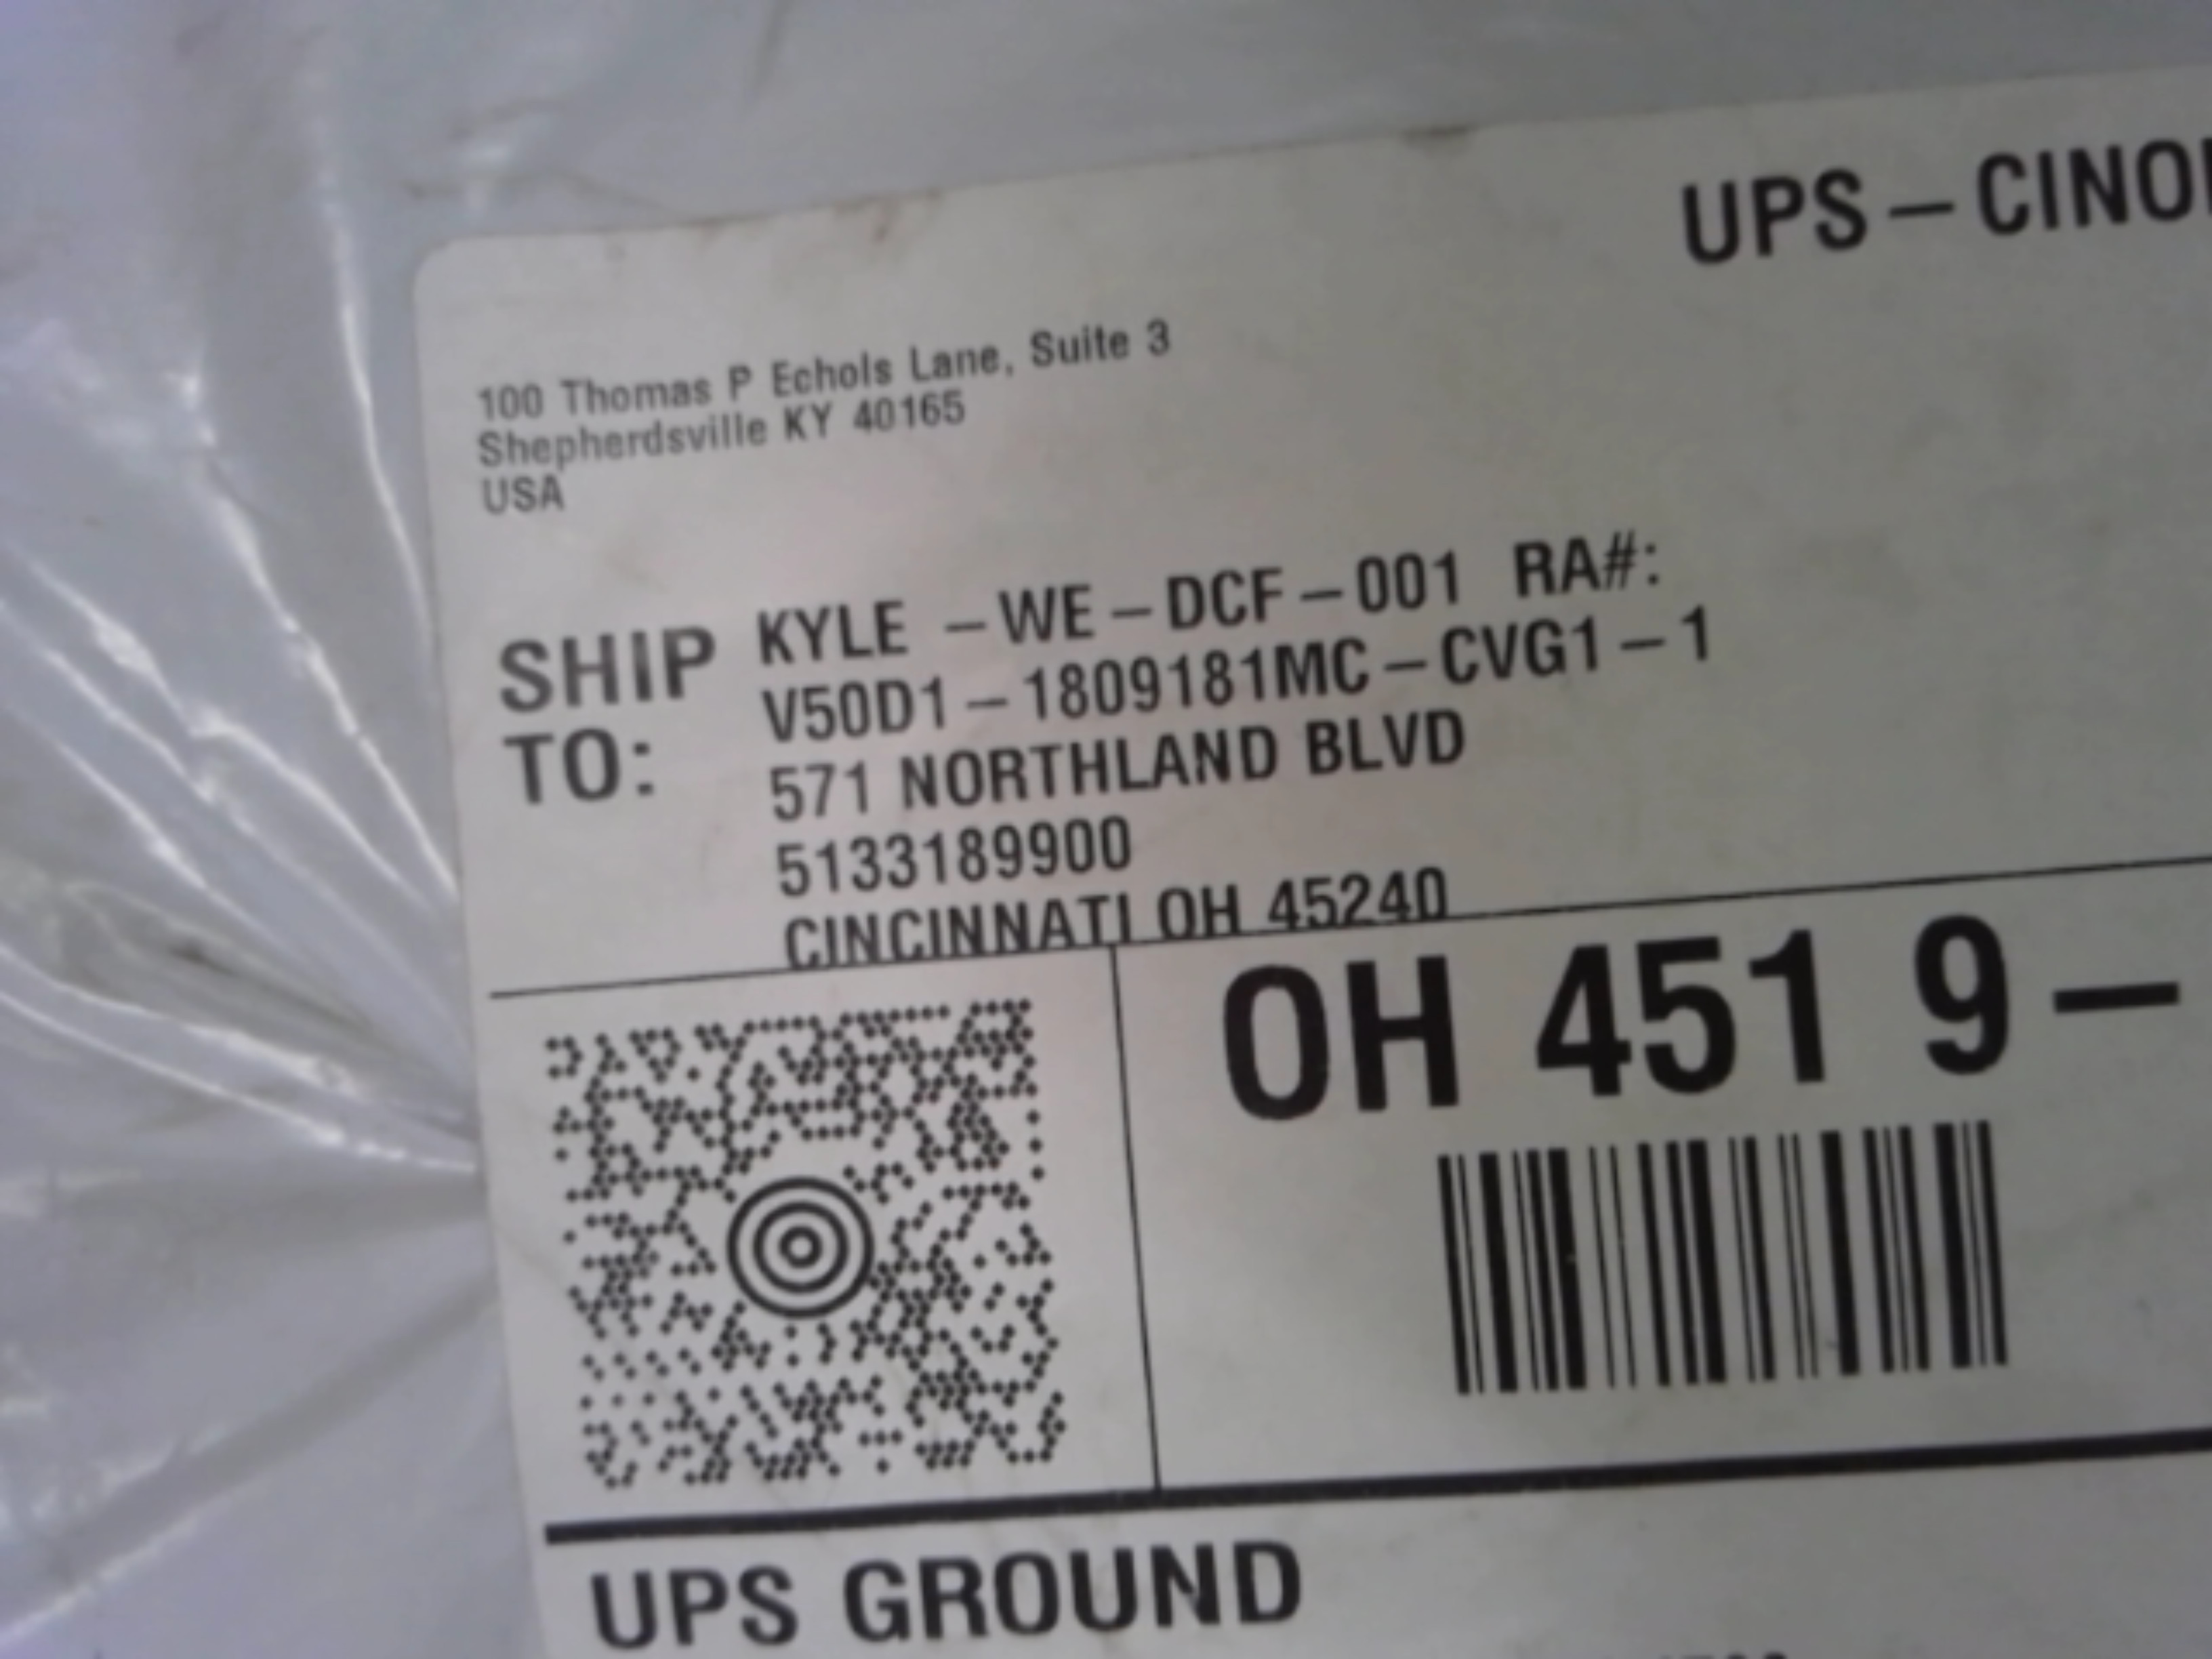 UPS – CINO
100 Thomas P Echols Lane, Suite 3
Shepherdsville KY 40165
USA
SHIP TO:
KYLE – WE – DCF – 001 RA#:
V50D1 – 1809181MC – CVG1 – 1
571 NORTHLAND BLVD
5133189900
CINCINNATI OH 45240
OH 451 9 –
UPS GROUND